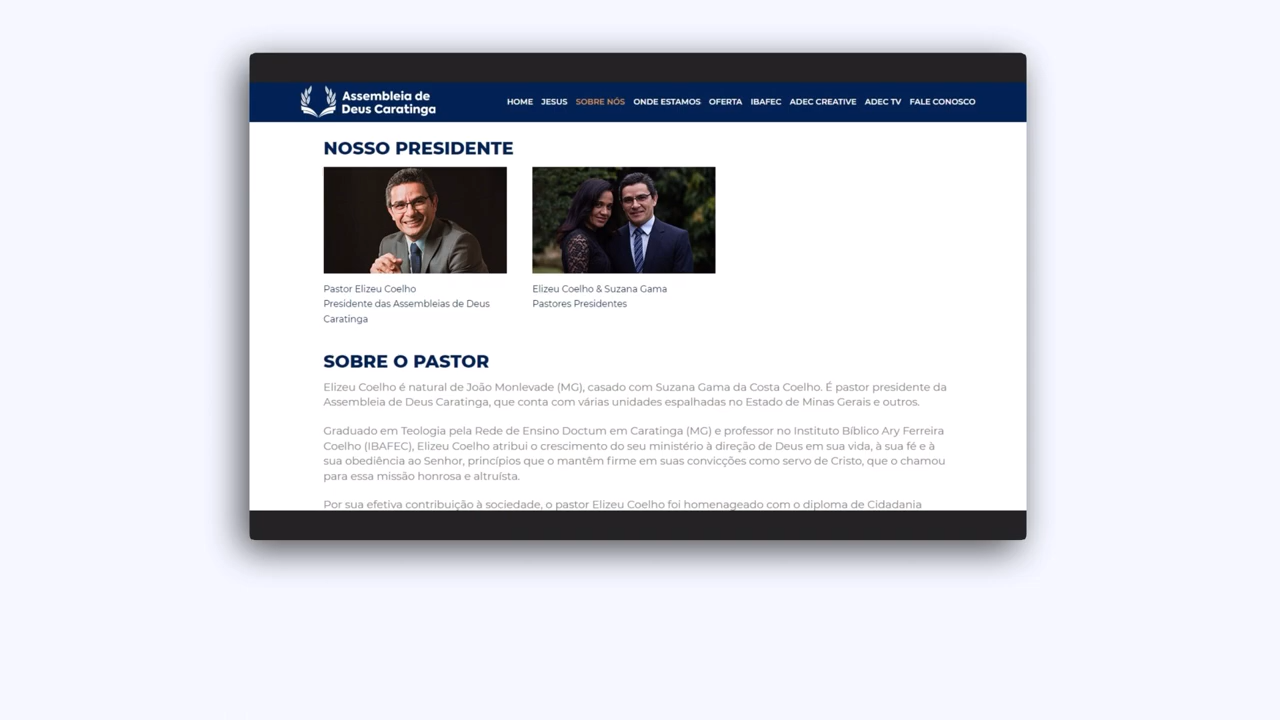 Assembleia de
Deus Caratinga
HOME JESUS SOBRE NÓS ONDE ESTAMOS OFERTA IBAFEC ADEC CREATIVE ADEC TV FALE CONOSCO
NOSSO PRESIDENTE
Pastor Elizeu Coelho
Presidente das Assembleias de Deus
Caratinga
Elizeu Coelho & Suzana Gama
Pastores Presidentes
SOBRE O PASTOR
Elizeu Coelho é natural de João Monlevade (MG), casado com Suzana Gama da Costa Coelho. É pastor presidente da
Assembleia de Deus Caratinga, que conta com várias unidades espalhadas no Estado de Minas Gerais e outros.
Graduado em Teologia pela Rede de Ensino Doctum em Caratinga (MG) e professor no Instituto Bíblico Ary Ferreira
Coelho (IBAFEC), Elizeu Coelho atribui o crescimento do seu ministério à direção de Deus em sua vida, à sua fé e à
sua obediência ao Senhor, princípios que o mantêm firme em suas convicções como servo de Cristo, que o chamou
para essa missão honrosa e altruísta.
Por sua efetiva contribuição à sociedade, o pastor Elizeu Coelho foi homenageado com o diploma de Cidadania